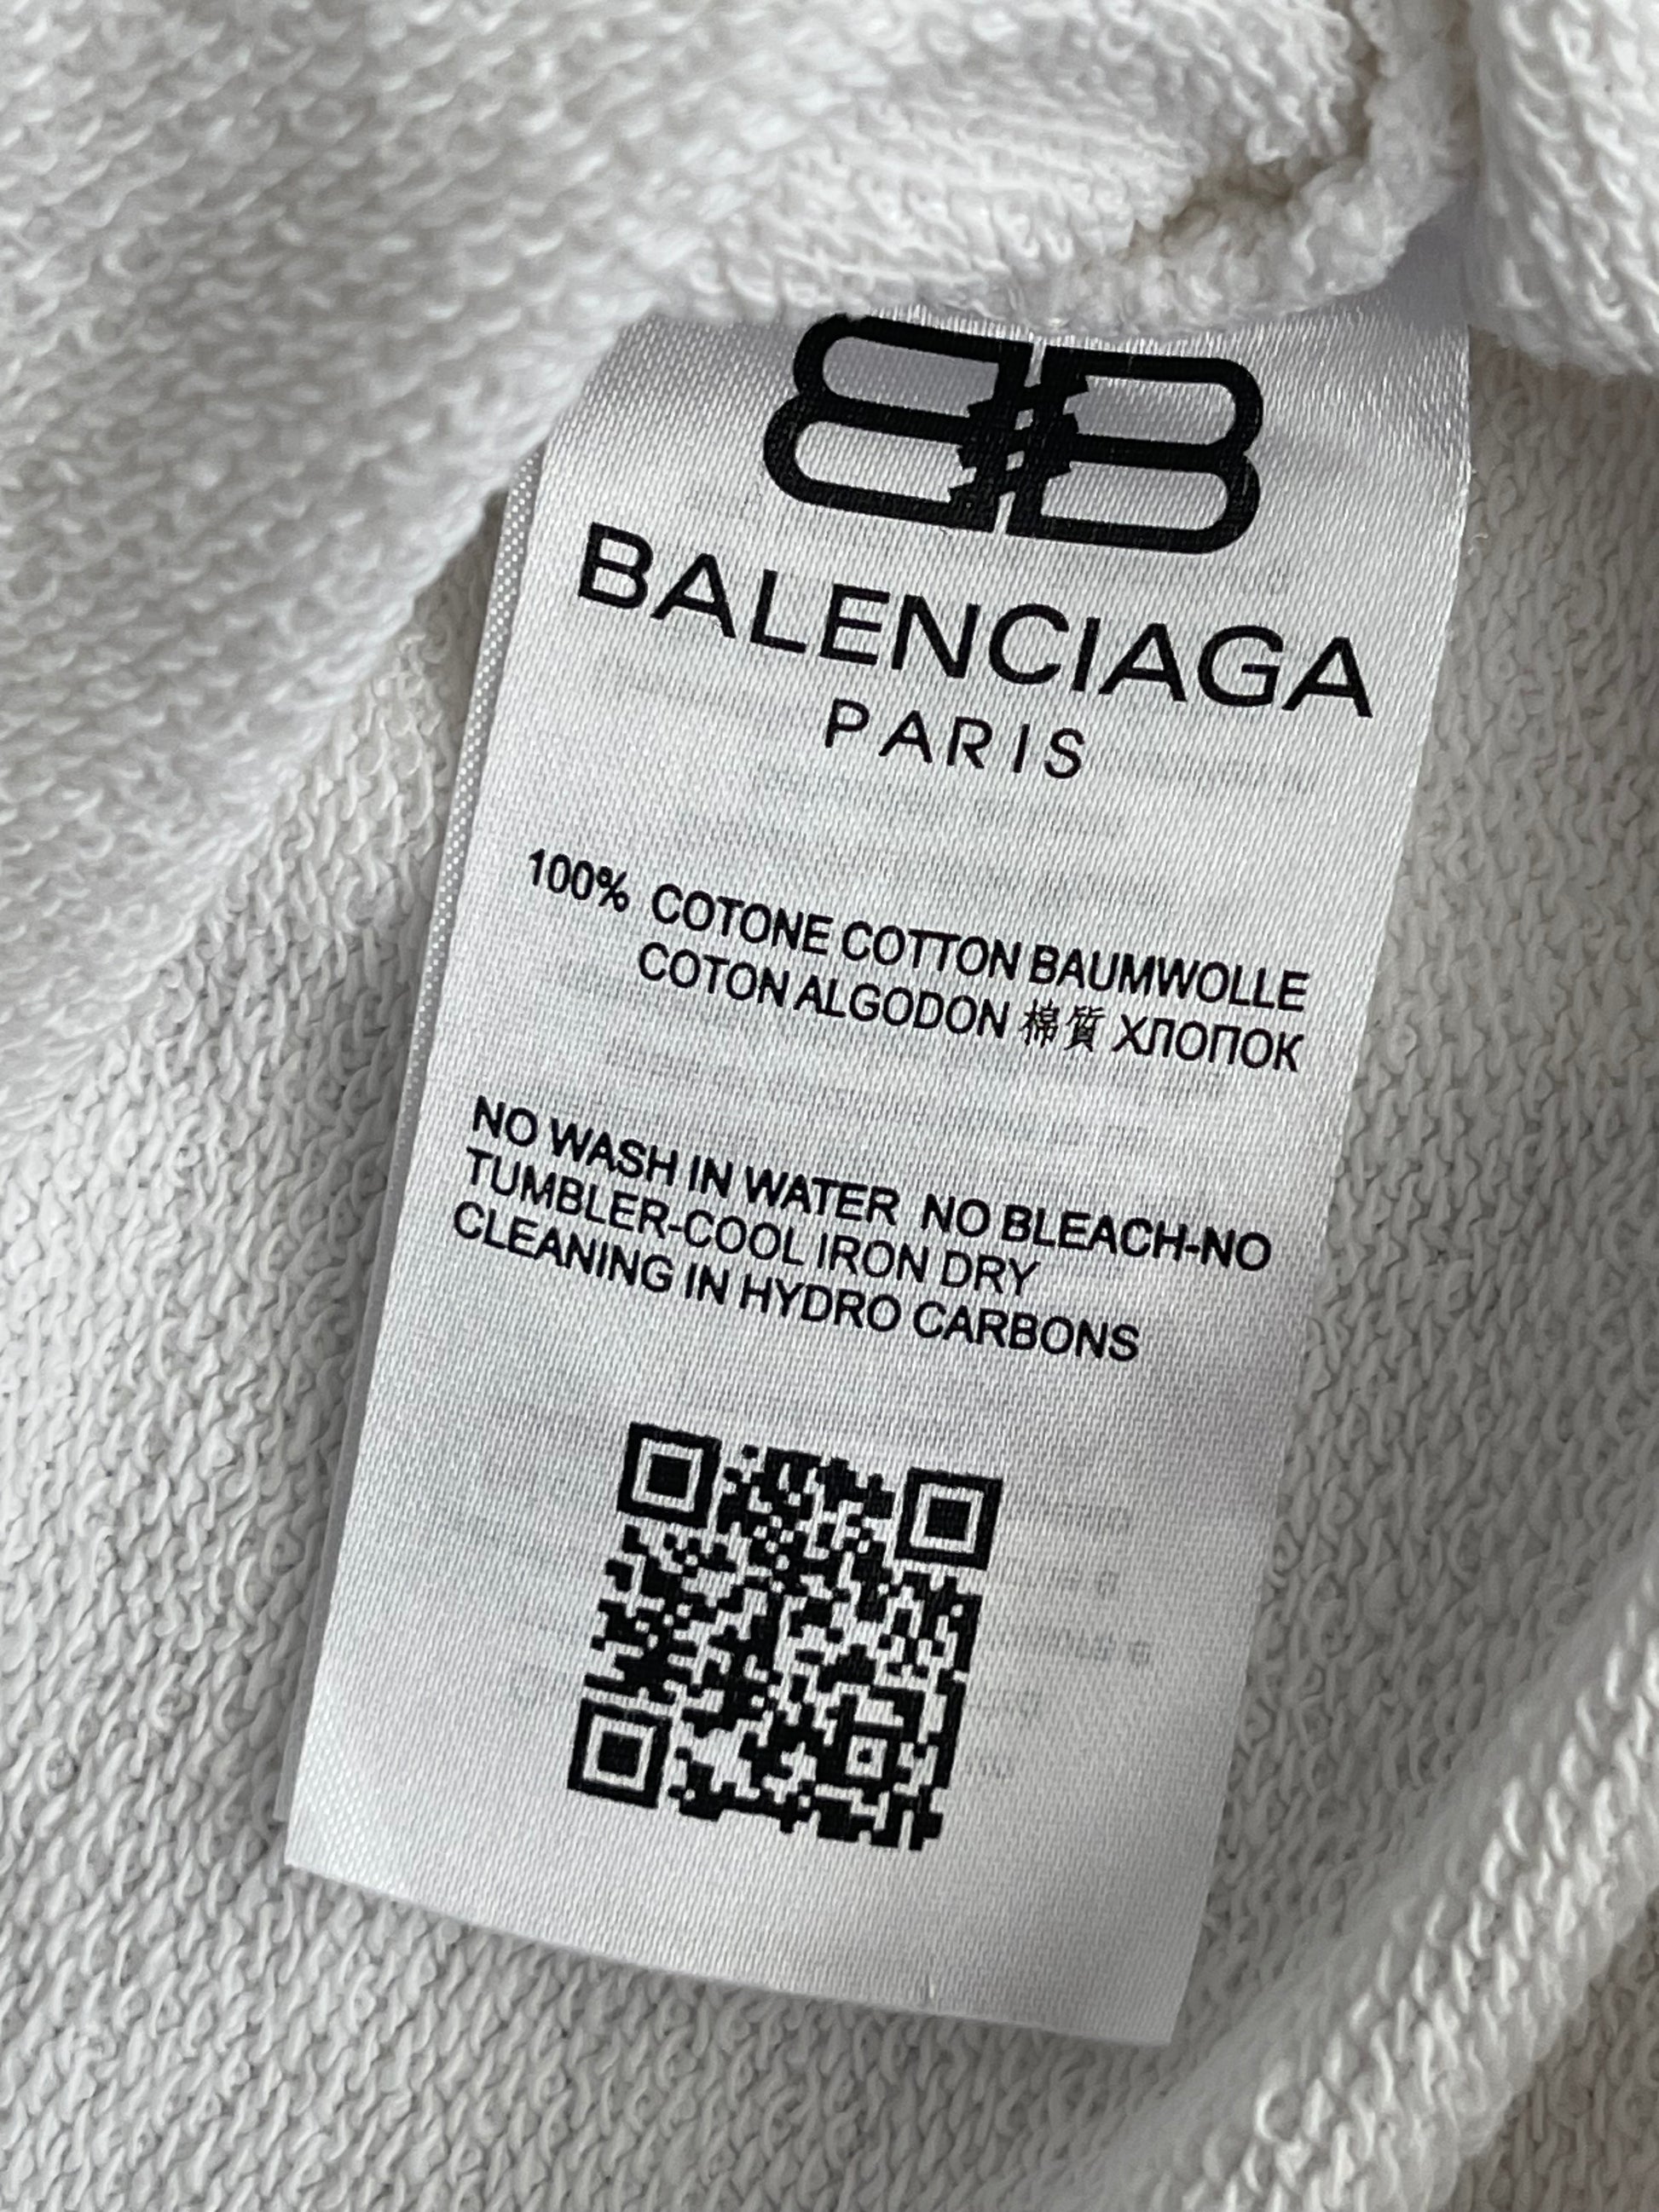 BB
BALENCIAGA
PARIS
100% COTONE COTTON BAUMWOLLE
COTON ALGODON 棉質 ХЛОПОК
NO WASH IN WATER NO BLEACH-NO
TUMBLER-COOL IRON DRY
CLEANING IN HYDRO CARBONS